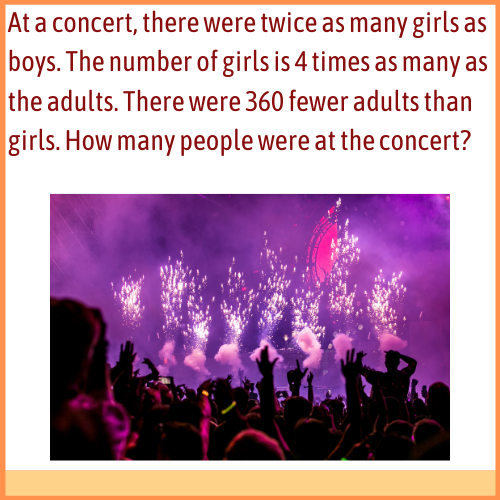 At a concert, there were twice as many girls as
boys. The number of girls is 4 times as many as
the adults. There were 360 fewer adults than
girls. How many people were at the concert?